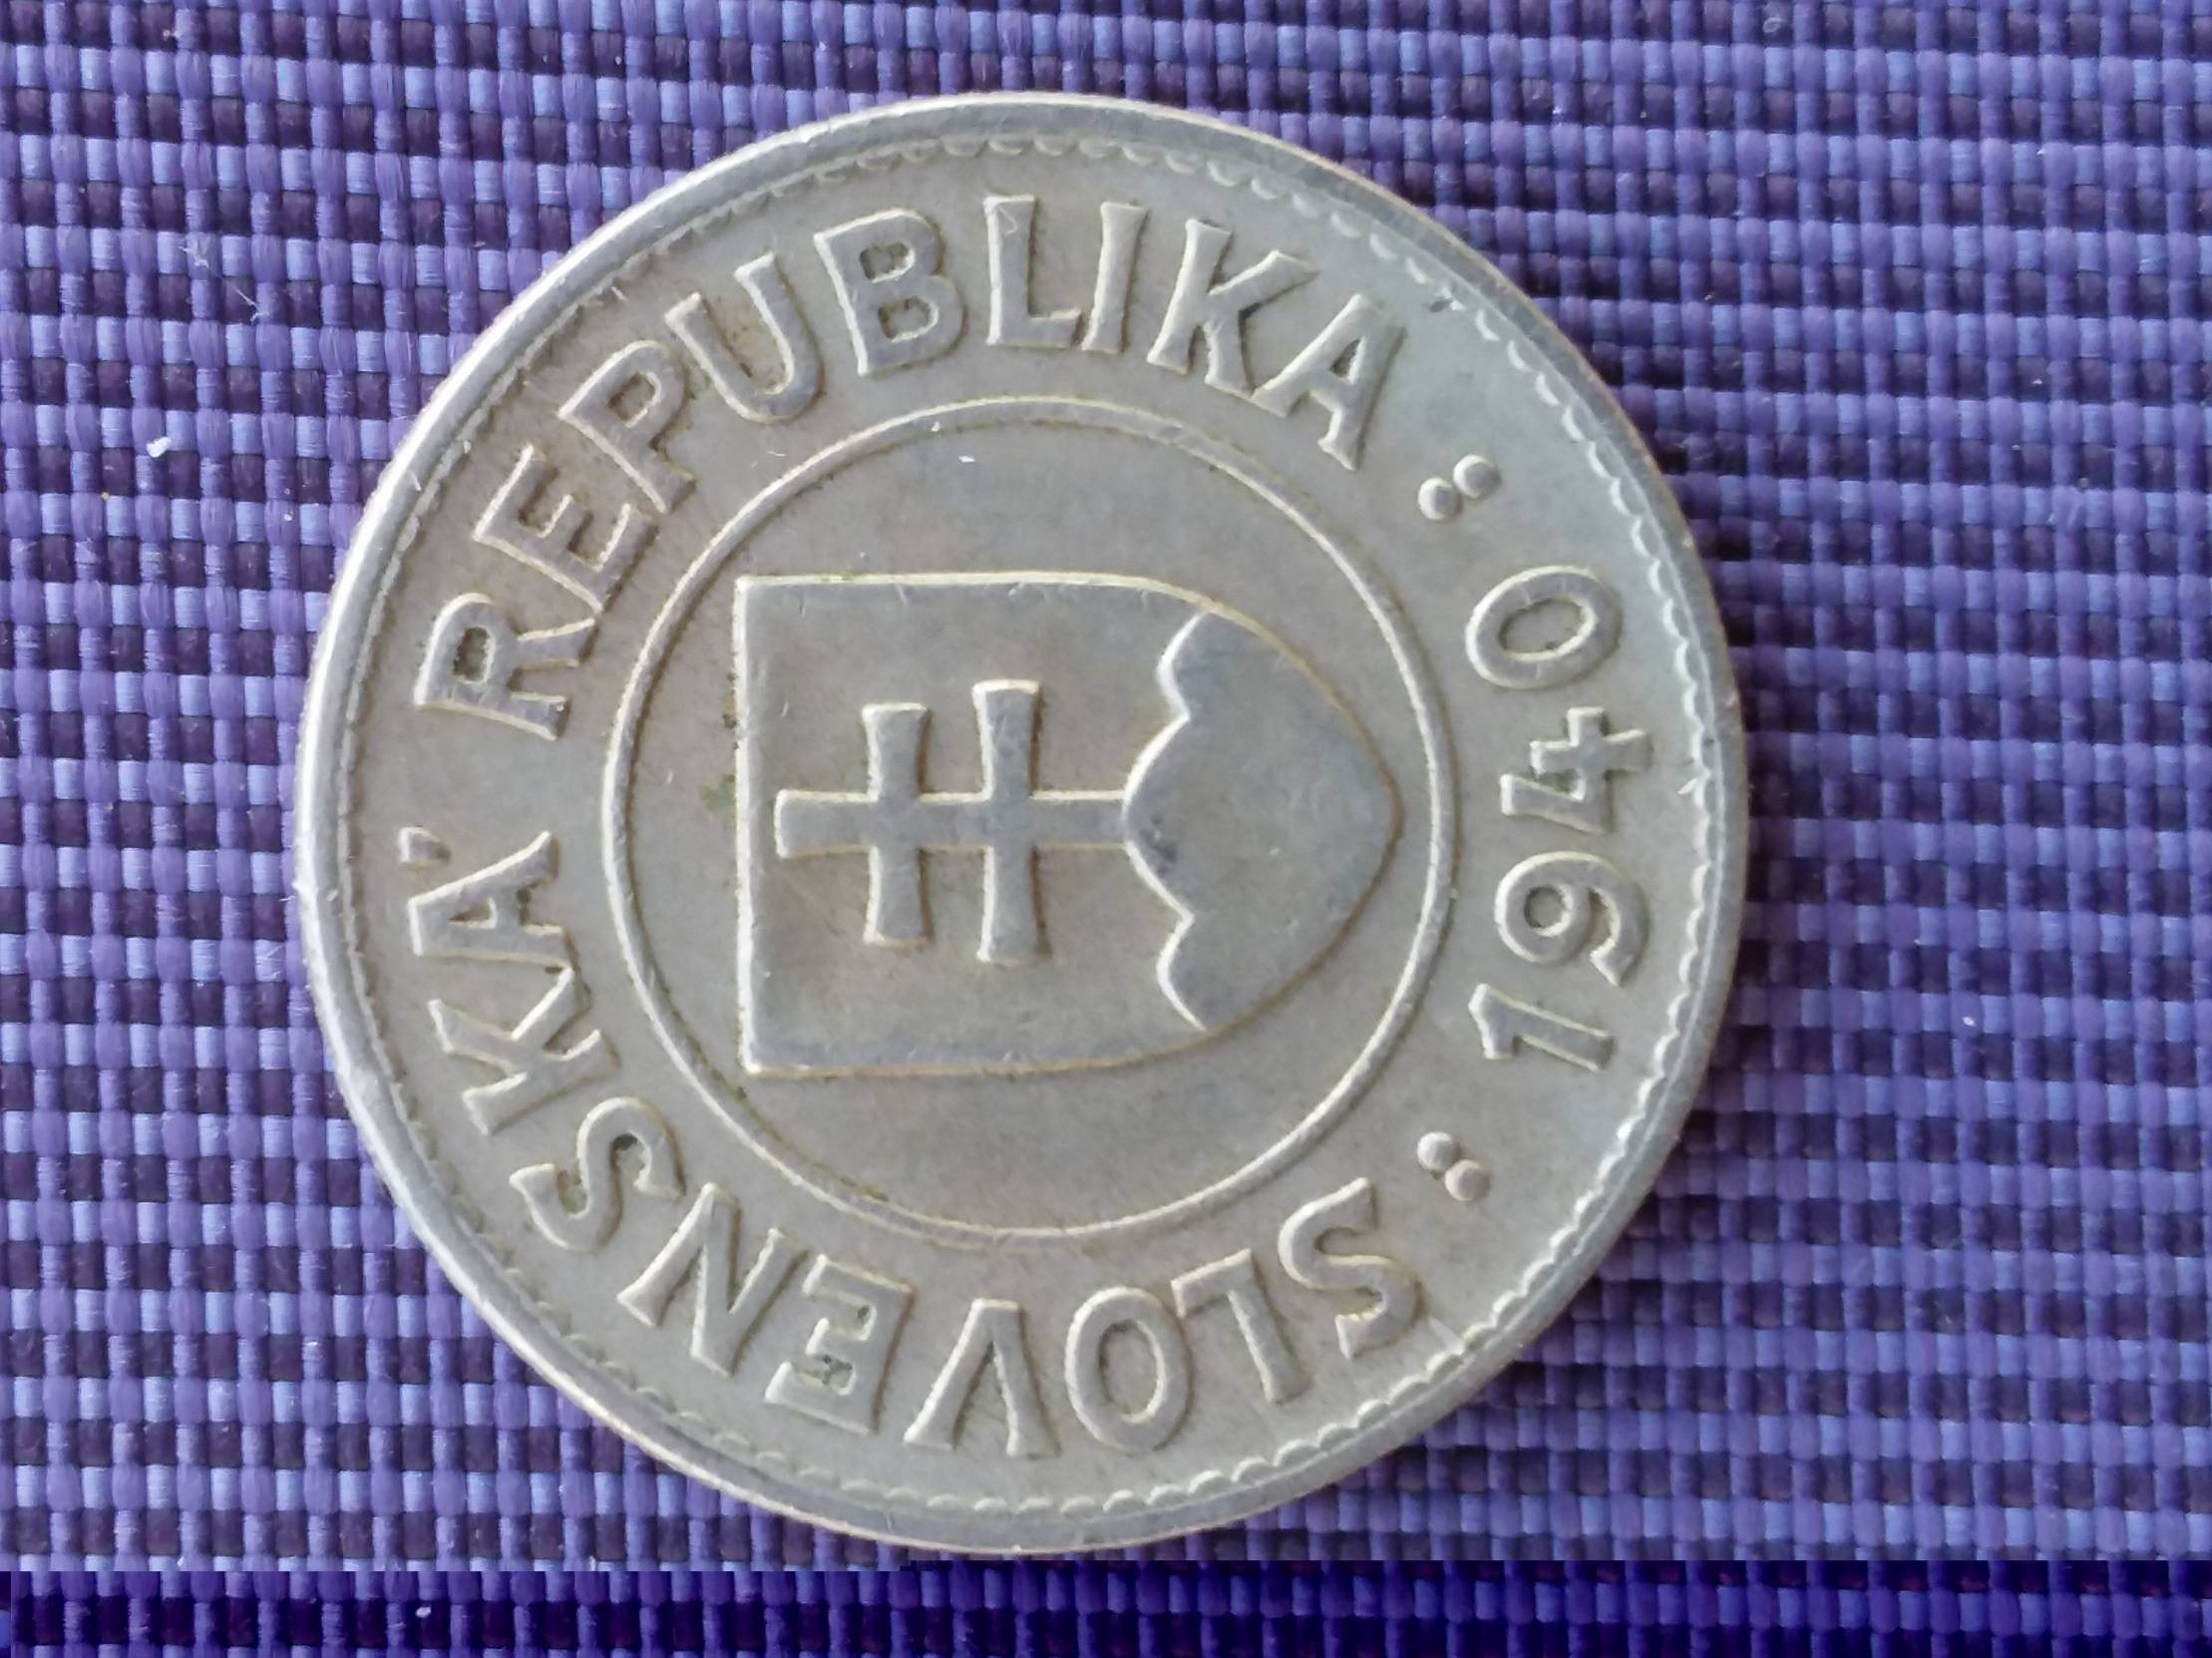 SLOVENSKÁ REPUBLIKA :
1940 :